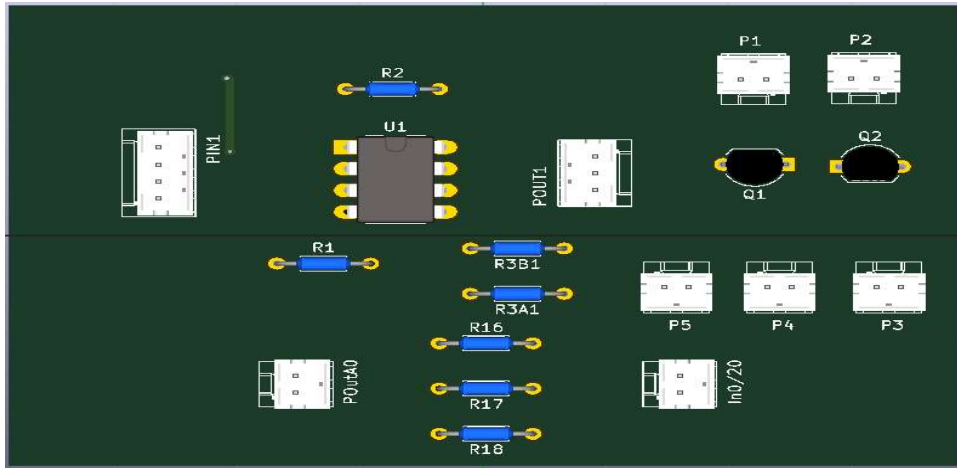 P1
P2
R2
U1
PIN1
POUT1
Q2
Q1
R1
R3B1
R3A1
P5
P4
P3
R16
POutA0
In0/20
R17
R18